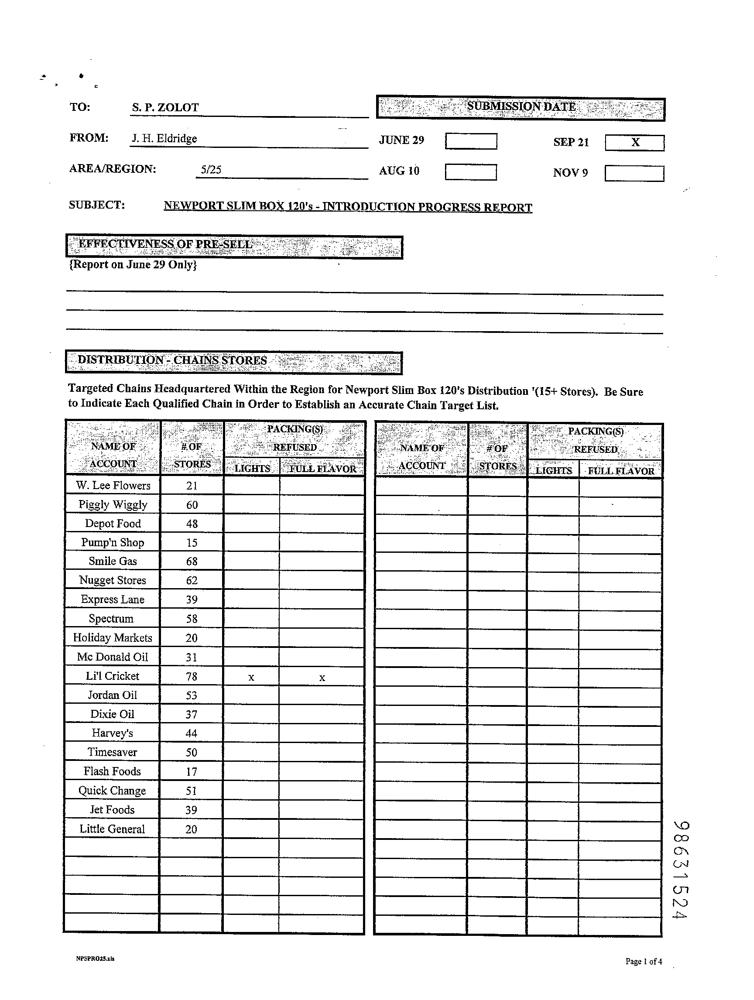 TO: S. P. ZOLOT
SUBMISSION DATE
FROM: J. H. Eldridge
JUNE 29
SEP 21 X
AREA/REGION: 5/25
AUG 10
NOV 9
SUBJECT: NEWPORT SLIM BOX 120's - INTRODUCTION PROGRESS REPORT
EFFECTIVENESS OF PRE-SELL
{Report on June 29 Only}
DISTRIBUTION - CHAINS STORES
Targeted Chains Headquartered Within the Region for Newport Slim Box 120's Distribution '(15+ Stores). Be Sure
to Indicate Each Qualified Chain in Order to Establish an Accurate Chain Target List.
NAME OF ACCOUNT # OF STORES PACKING(S) REFUSED LIGHTS FULL FLAVOR
NAME OF ACCOUNT # OF STORES PACKING(S) REFUSED LIGHTS FULL FLAVOR
W. Lee Flowers 21
Piggly Wiggly 60
Depot Food 48
Pump'n Shop 15
Smile Gas 68
Nugget Stores 62
Express Lane 39
Spectrum 58
Holiday Markets 20
Mc Donald Oil 31
Li'l Cricket 78 x x
Jordan Oil 53
Dixie Oil 37
Harvey's 44
Timesaver 50
Flash Foods 17
Quick Change 51
Jet Foods 39
Little General 20
98631524
NPSPRO25.xls
Page 1 of 4